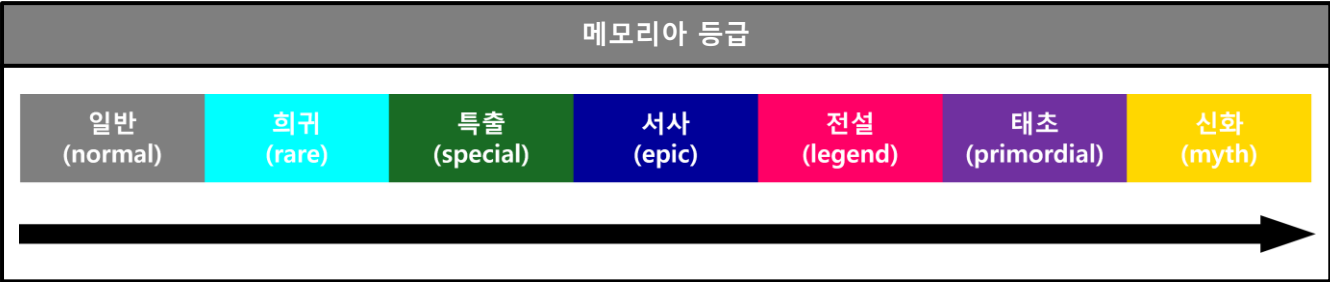 메모리아 등급
일반 희귀 특출 서사 전설 태초 신화
(normal) (rare) (special) (epic) (legend) (primordial) (myth)